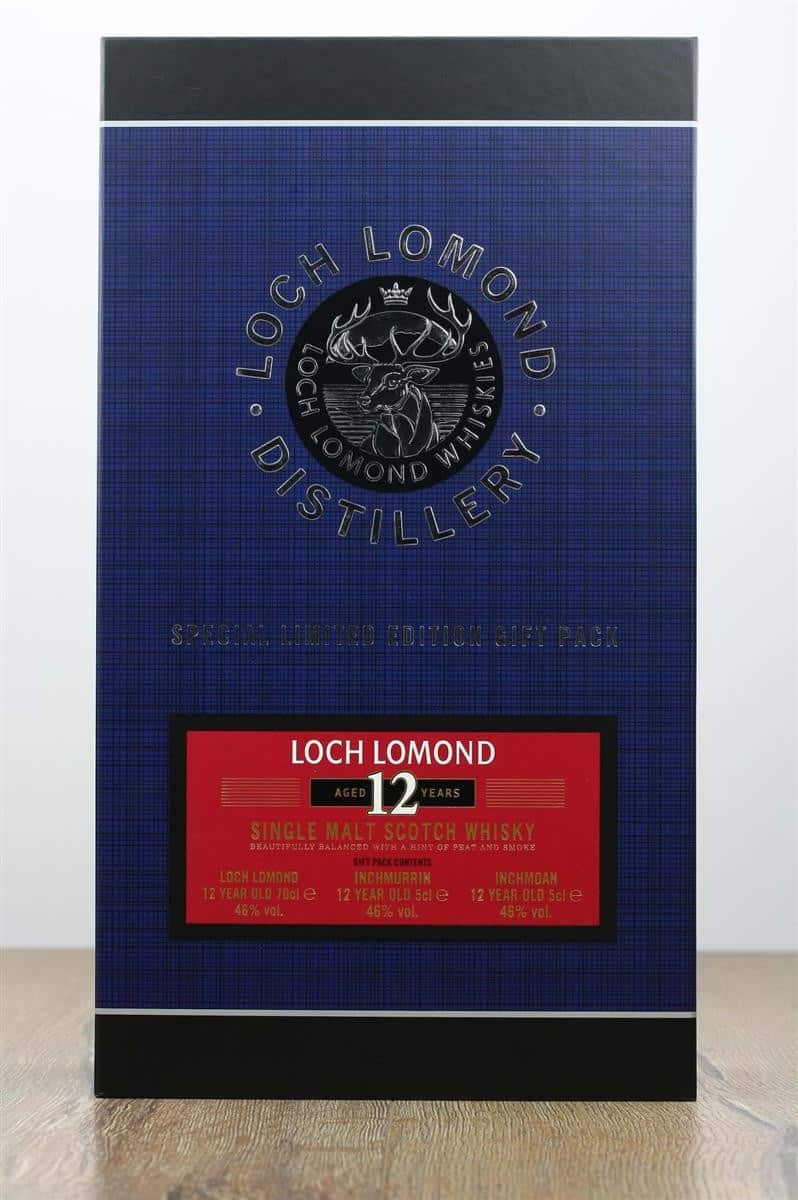 LOCH LOMOND
DISTILLERY
LOCH LOMOND WHISKIES
SPECIAL LIMITED EDITION GIFT PACK
LOCH LOMOND
AGED 12 YEARS
SINGLE MALT SCOTCH WHISKY
BEAUTIFULLY BALANCED WITH A HINT OF PEAT AND SMOKE
GIFT PACK CONTENTS
LOCH LOMOND INCHMURRIN INCHMOAN
12 YEAR OLD 70cl ℮ 12 YEAR OLD 5cl ℮ 12 YEAR OLD 5cl ℮
46% vol. 46% vol. 46% vol.